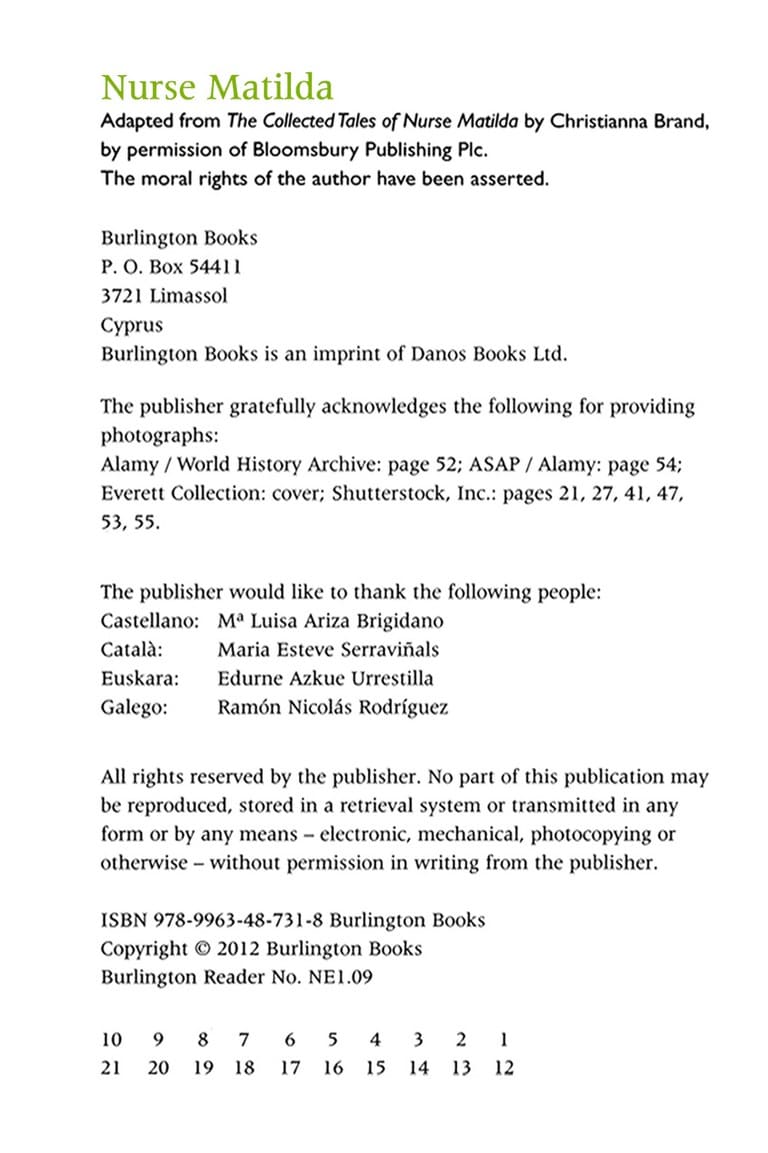 Nurse Matilda
Adapted from The Collected Tales of Nurse Matilda by Christianna Brand,
by permission of Bloomsbury Publishing Plc.
The moral rights of the author have been asserted.
Burlington Books
P. O. Box 54411
3721 Limassol
Cyprus
Burlington Books is an imprint of Danos Books Ltd.
The publisher gratefully acknowledges the following for providing
photographs:
Alamy / World History Archive: page 52; ASAP / Alamy: page 54;
Everett Collection: cover; Shutterstock, Inc.: pages 21, 27, 41, 47,
53, 55.
The publisher would like to thank the following people:
Castellano: Mª Luisa Ariza Brigidano
Català: Maria Esteve Serraviñals
Euskara: Edurne Azkue Urrestilla
Galego: Ramón Nicolás Rodríguez
All rights reserved by the publisher. No part of this publication may
be reproduced, stored in a retrieval system or transmitted in any
form or by any means – electronic, mechanical, photocopying or
otherwise – without permission in writing from the publisher.
ISBN 978-9963-48-731-8 Burlington Books
Copyright © 2012 Burlington Books
Burlington Reader No. NE1.09
10 9 8 7 6 5 4 3 2 1
21 20 19 18 17 16 15 14 13 12